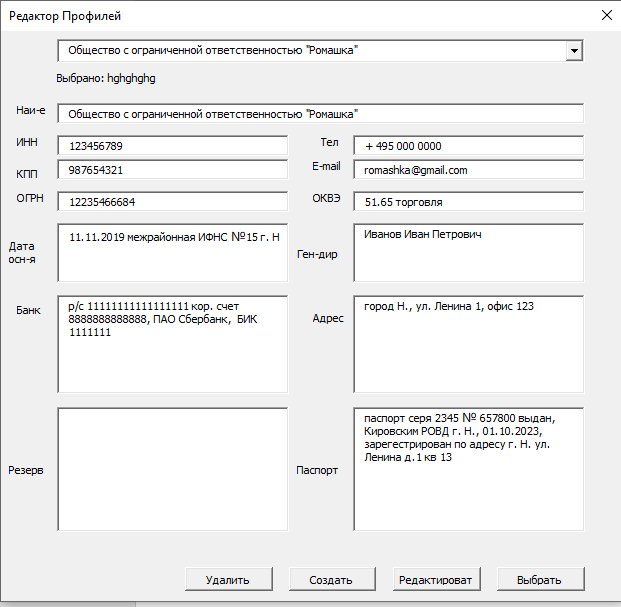 Редактор Профилей
Общество с ограниченной ответственностью "Ромашка"
Выбрано: hghghghg
Наи-е
Общество с ограниченной ответственностью "Ромашка"
ИНН
123456789
Тел
+ 495 000 0000
КПП
987654321
E-mail
romashka@gmail.com
ОГРН
12235466684
ОКВЭ
51.65 торговля
Дата
осн-я
11.11.2019 межрайонная ИФНС №15 г. Н
Ген-дир
Иванов Иван Петрович
Банк
р/с 11111111111111111 кор. счет
8888888888888, ПАО Сбербанк, БИК
1111111
Адрес
город Н., ул. Ленина 1, офис 123
Резерв
Паспорт
паспорт серя 2345 № 657800 выдан,
Кировским РОВД г. Н., 01.10.2023,
зарегестрирован по адресу г. Н. ул.
Ленина д.1 кв 13
Удалить
Создать
Редактироват
Выбрать